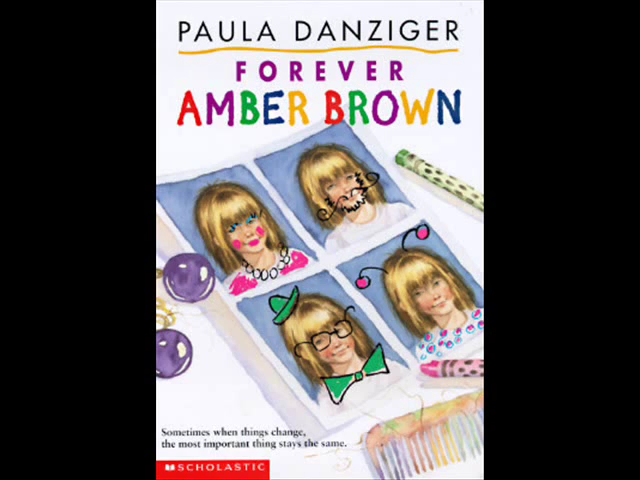 PAULA DANZIGER
FOREVER
AMBER BROWN
Sometimes when things change,
the most important thing stays the same.
SCHOLASTIC